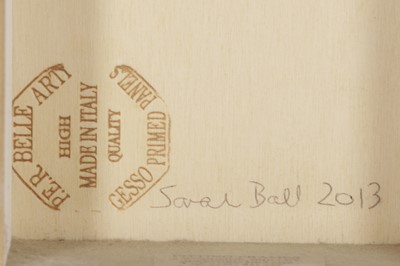 P.E.R. BELLE ARTI
HIGH
MADE IN ITALY
QUALITY
GESSO PRIMED PANELS
Sarah Ball 2013